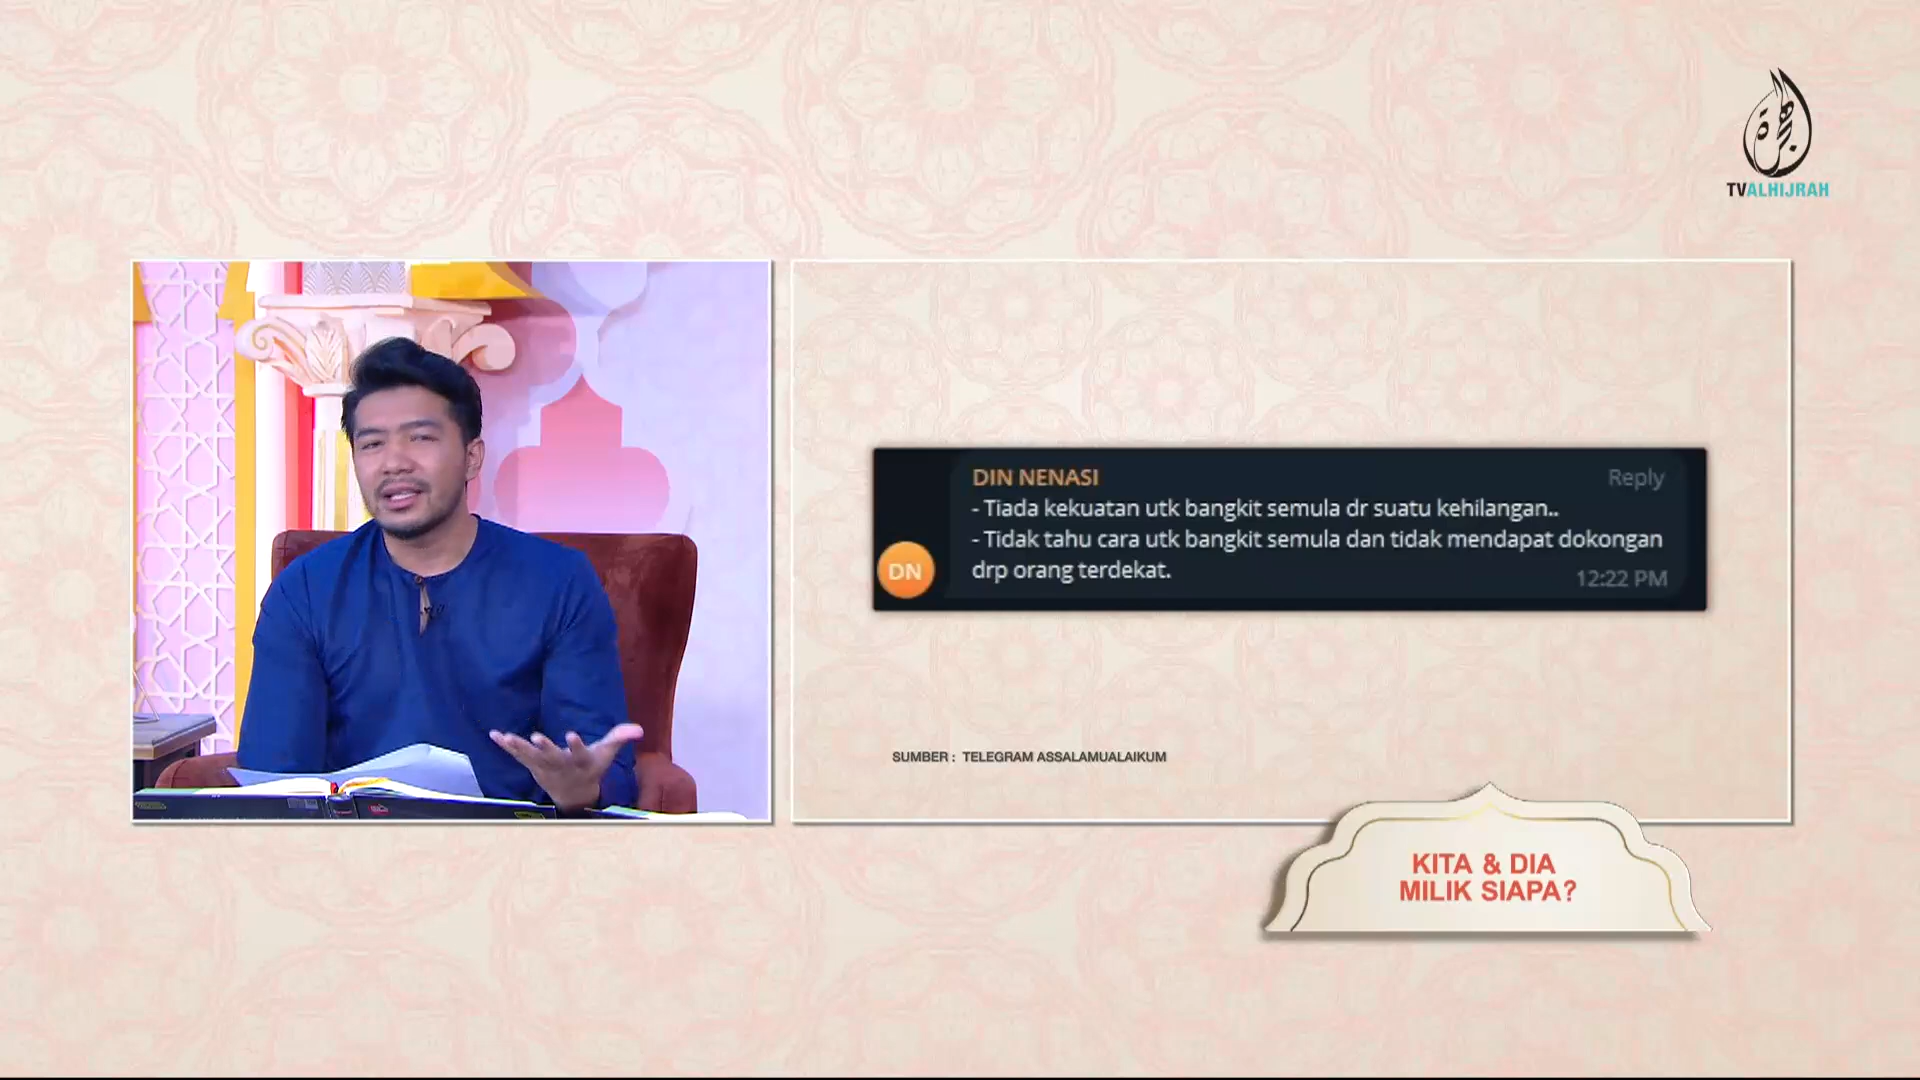 هجرة
TVALHIJRAH
DIN NENASI
Reply
- Tiada kekuatan utk bangkit semula dr suatu kehilangan..
- Tidak tahu cara utk bangkit semula dan tidak mendapat dokongan
drp orang terdekat.
12:22 PM
DN
SUMBER : TELEGRAM ASSALAMUALAIKUM
KITA & DIA
MILIK SIAPA?